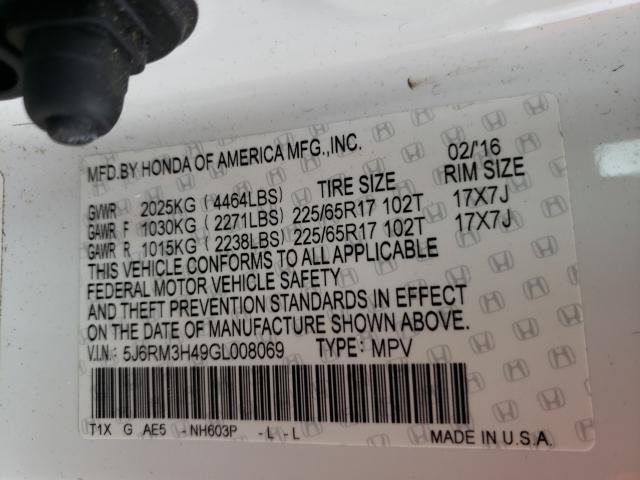 MFD.BY HONDA OF AMERICA MFG.,INC. 02/'16
TIRE SIZE RIM SIZE
GVWR 2025KG (4464LBS)
GAWR F 1030KG (2271LBS) 225/65R17 102T 17X7J
GAWR R 1015KG (2238LBS) 225/65R17 102T 17X7J
THIS VEHICLE CONFORMS TO ALL APPLICABLE
FEDERAL MOTOR VEHICLE SAFETY
AND THEFT PREVENTION STANDARDS IN EFFECT
ON THE DATE OF MANUFACTURE SHOWN ABOVE.
V.I.N.: 5J6RM3H49GL008069 TYPE: MPV
T1X G AE5 -NH603P -L -L
MADE IN U.S.A.